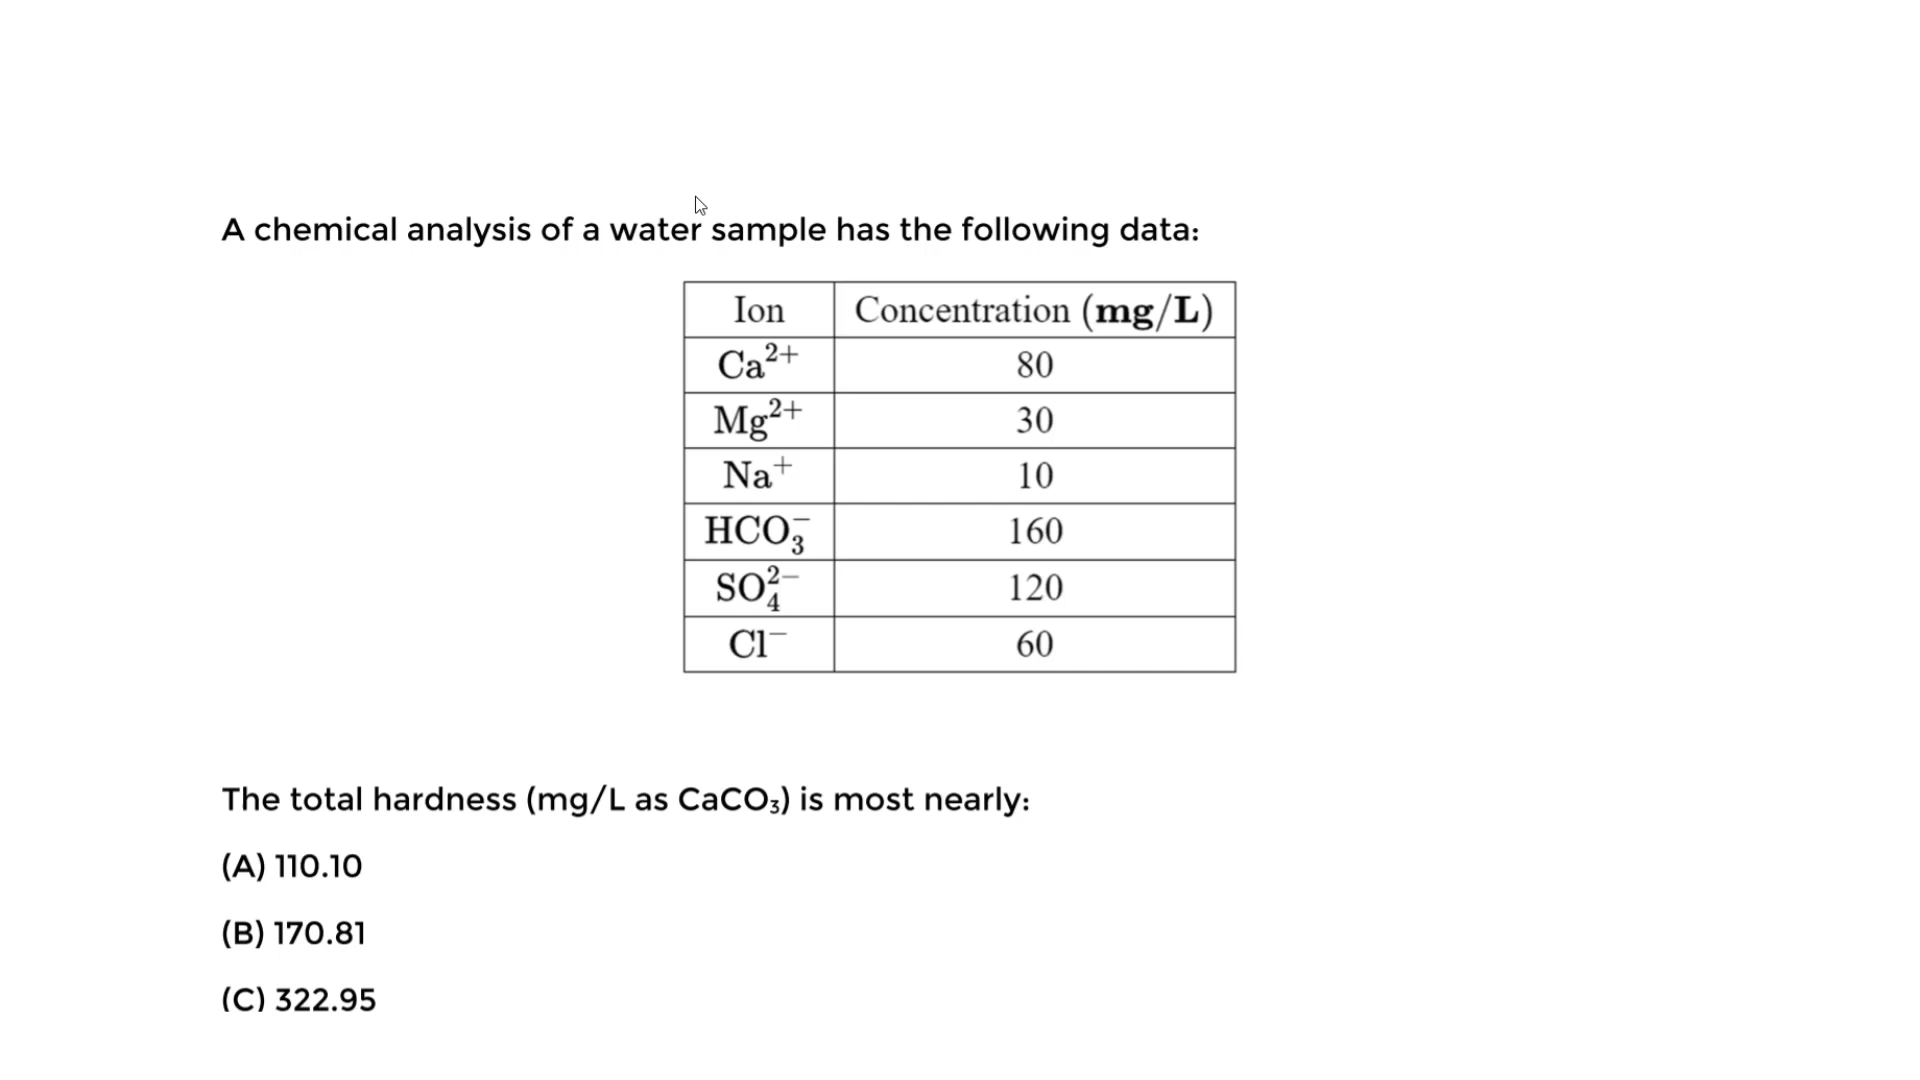 A chemical analysis of a water sample has the following data:
Ion Concentration (mg/L)
Ca²⁺ 80
Mg²⁺ 30
Na⁺ 10
HCO₃⁻ 160
SO₄²⁻ 120
Cl⁻ 60
The total hardness (mg/L as CaCO₃) is most nearly:
(A) 110.10
(B) 170.81
(C) 322.95